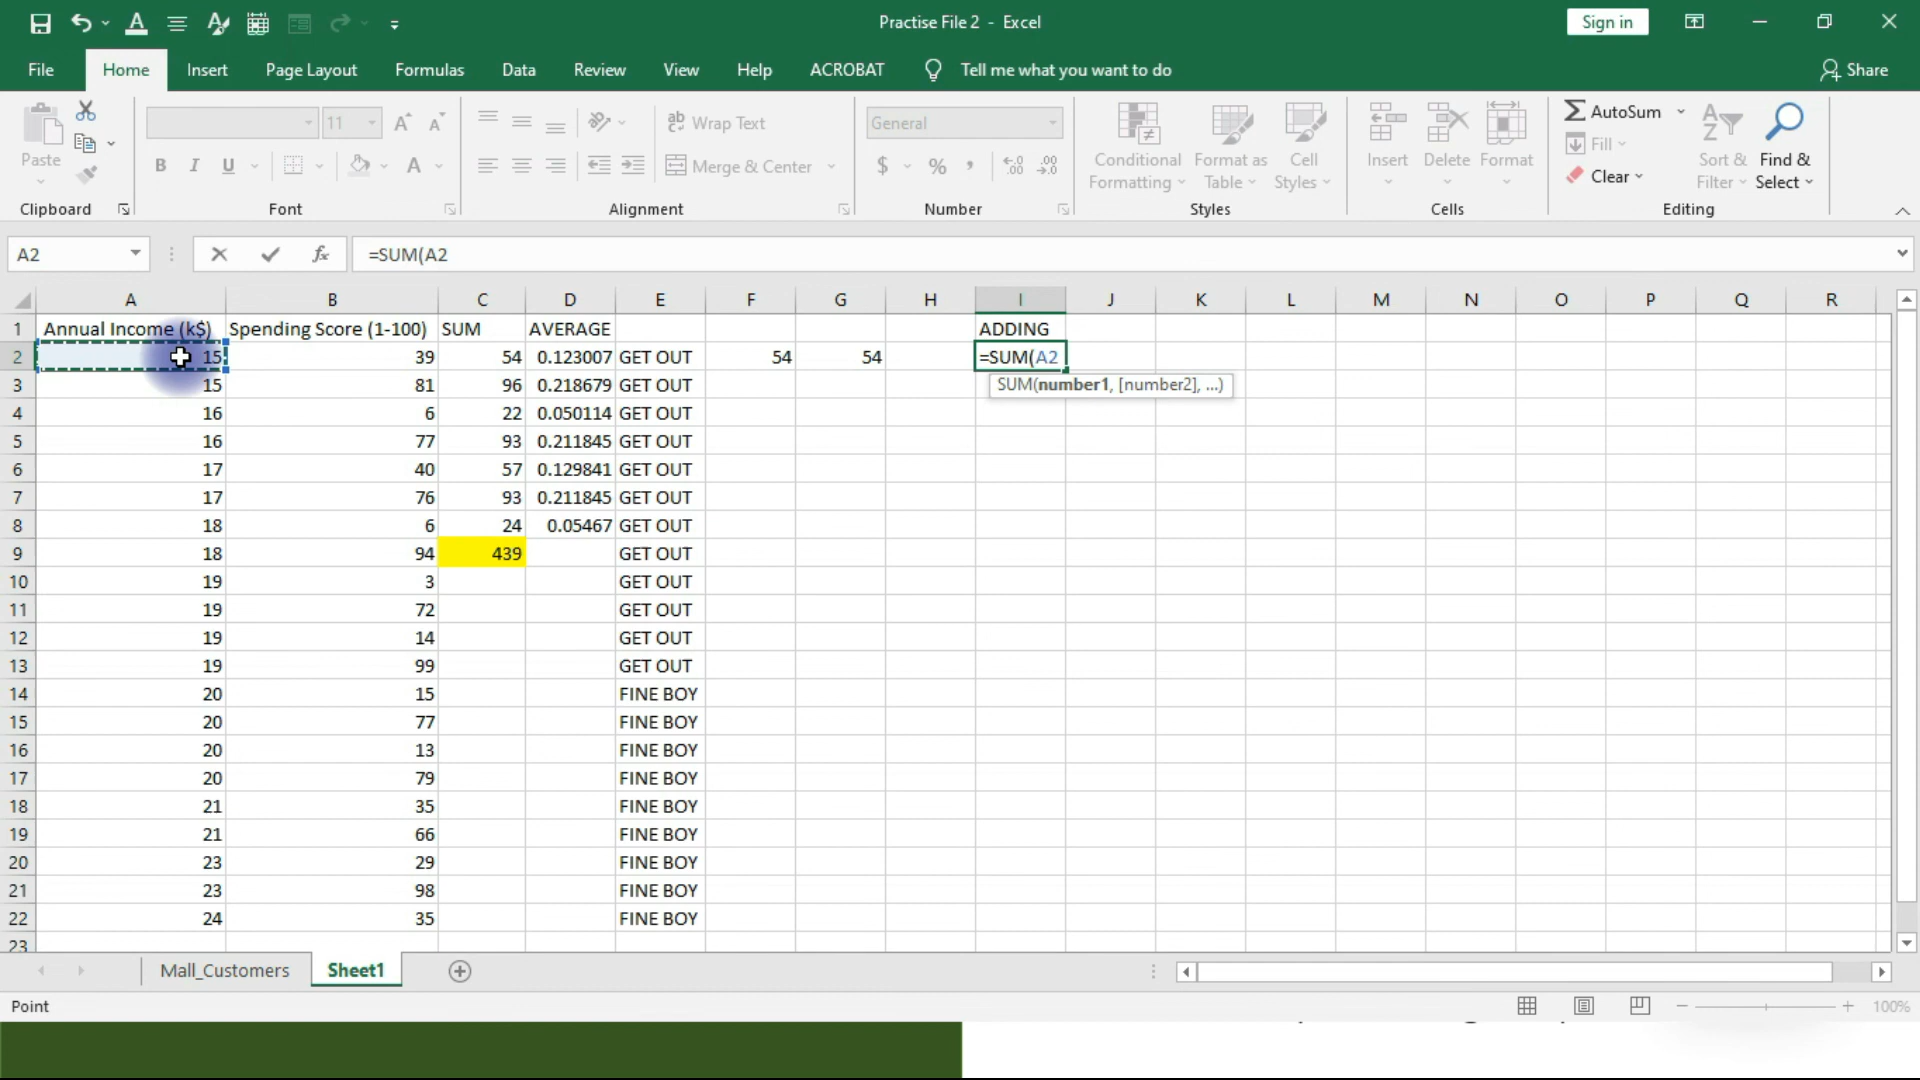 Practise File 2 - Excel
Sign in
File Home Insert Page Layout Formulas Data Review View Help ACROBAT Tell me what you want to do Share
Paste
11
Wrap Text
General
AutoSum
Fill
Clear
B I U
Merge & Center
$ % ,
Conditional Formatting
Format as Table
Cell Styles
Insert
Delete
Format
Sort & Filter
Find & Select
Clipboard Font Alignment Number Styles Cells Editing
A2 fx =SUM(A2
A B C D E F G H I J K L M N O P Q R
1 Annual Income (k$) Spending Score (1-100) SUM AVERAGE ADDING
2 15 39 54 0.123007 GET OUT 54 54 =SUM(A2
SUM(number1, [number2], ...)
3 15 81 96 0.218679 GET OUT
4 16 6 22 0.050114 GET OUT
5 16 77 93 0.211845 GET OUT
6 17 40 57 0.129841 GET OUT
7 17 76 93 0.211845 GET OUT
8 18 6 24 0.05467 GET OUT
9 18 94 439 GET OUT
10 19 3 GET OUT
11 19 72 GET OUT
12 19 14 GET OUT
13 19 99 GET OUT
14 20 15 FINE BOY
15 20 77 FINE BOY
16 20 13 FINE BOY
17 20 79 FINE BOY
18 21 35 FINE BOY
19 21 66 FINE BOY
20 23 29 FINE BOY
21 23 98 FINE BOY
22 24 35 FINE BOY
23
Mall_Customers Sheet1
Point 100%